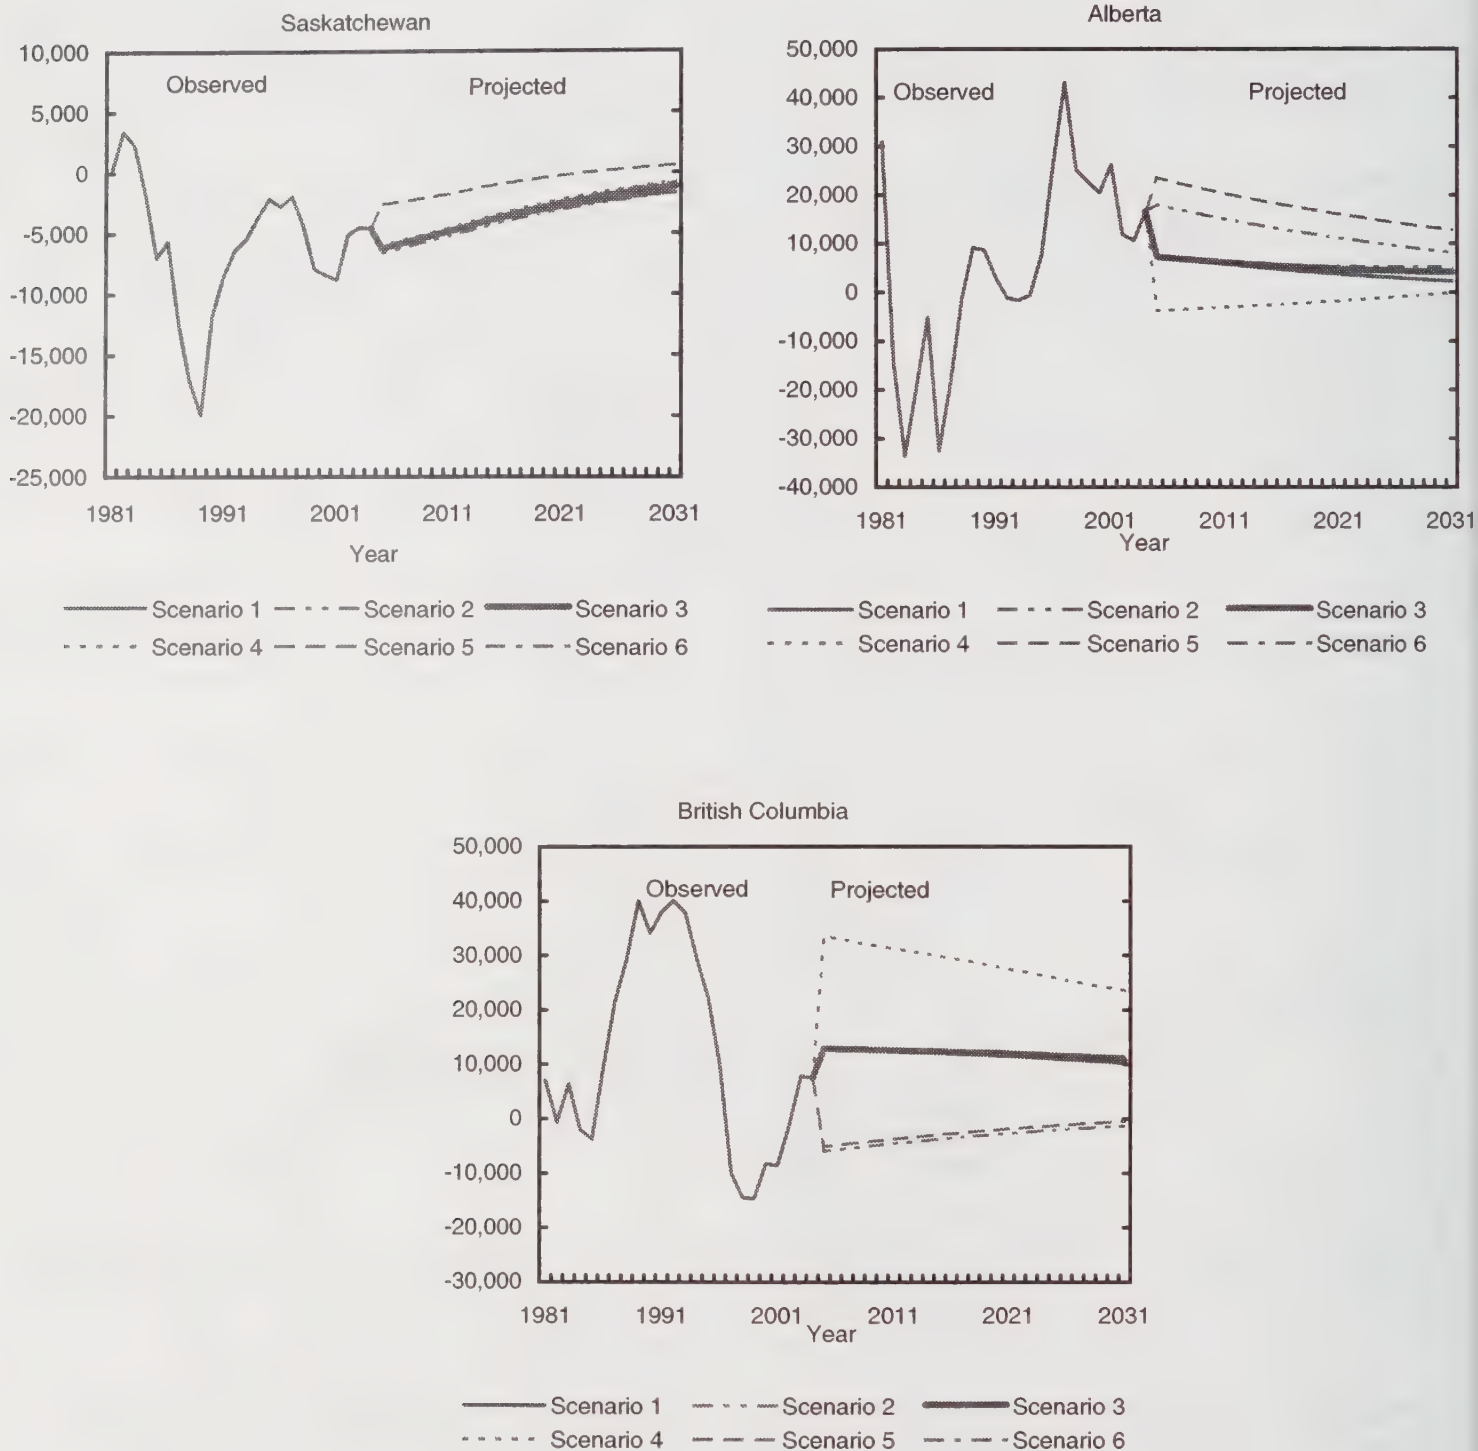 Saskatchewan
10,000
5,000
0
-5,000
-10,000
-15,000
-20,000
-25,000
Observed
Projected
1981 1991 2001 2011 2021 2031
Year
Scenario 1 Scenario 2 Scenario 3
Scenario 4 Scenario 5 Scenario 6
Alberta
50,000
40,000
30,000
20,000
10,000
0
-10,000
-20,000
-30,000
-40,000
Observed
Projected
1981 1991 2001 2011 2021 2031
Year
Scenario 1 Scenario 2 Scenario 3
Scenario 4 Scenario 5 Scenario 6
British Columbia
50,000
40,000
30,000
20,000
10,000
0
-10,000
-20,000
-30,000
Observed
Projected
1981 1991 2001 2011 2021 2031
Year
Scenario 1 Scenario 2 Scenario 3
Scenario 4 Scenario 5 Scenario 6